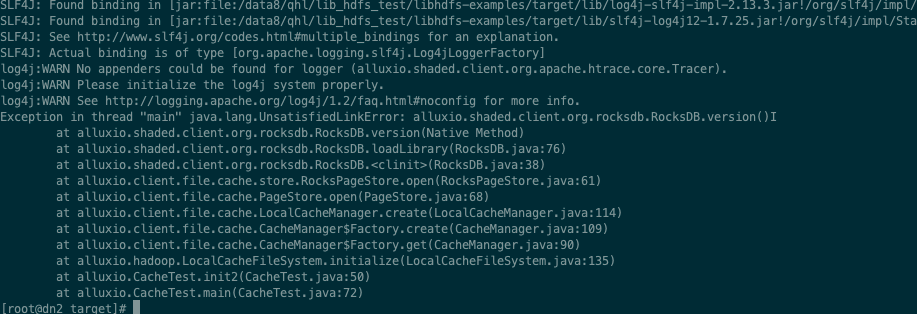 SLF4J: Found binding in [jar:file:/data8/qhl/lib_hdfs_test/libhdfs-examples/target/lib/log4j-slf4j-impl-2.13.3.jar!/org/slf4j/impl/
SLF4J: Found binding in [jar:file:/data8/qhl/lib_hdfs_test/libhdfs-examples/target/lib/slf4j-log4j12-1.7.25.jar!/org/slf4j/impl/Sta
SLF4J: See http://www.slf4j.org/codes.html#multiple_bindings for an explanation.
SLF4J: Actual binding is of type [org.apache.logging.slf4j.Log4jLoggerFactory]
log4j:WARN No appenders could be found for logger (alluxio.shaded.client.org.apache.htrace.core.Tracer).
log4j:WARN Please initialize the log4j system properly.
log4j:WARN See http://logging.apache.org/log4j/1.2/faq.html#noconfig for more info.
Exception in thread "main" java.lang.UnsatisfiedLinkError: alluxio.shaded.client.org.rocksdb.RocksDB.version()I
at alluxio.shaded.client.org.rocksdb.RocksDB.version(Native Method)
at alluxio.shaded.client.org.rocksdb.RocksDB.loadLibrary(RocksDB.java:76)
at alluxio.shaded.client.org.rocksdb.RocksDB.<clinit>(RocksDB.java:38)
at alluxio.client.file.cache.store.RocksPageStore.open(RocksPageStore.java:61)
at alluxio.client.file.cache.PageStore.open(PageStore.java:68)
at alluxio.client.file.cache.LocalCacheManager.create(LocalCacheManager.java:114)
at alluxio.client.file.cache.CacheManager$Factory.create(CacheManager.java:109)
at alluxio.client.file.cache.CacheManager$Factory.get(CacheManager.java:90)
at alluxio.hadoop.LocalCacheFileSystem.initialize(LocalCacheFileSystem.java:135)
at alluxio.CacheTest.init2(CacheTest.java:50)
at alluxio.CacheTest.main(CacheTest.java:72)
[root@dn2 target]#